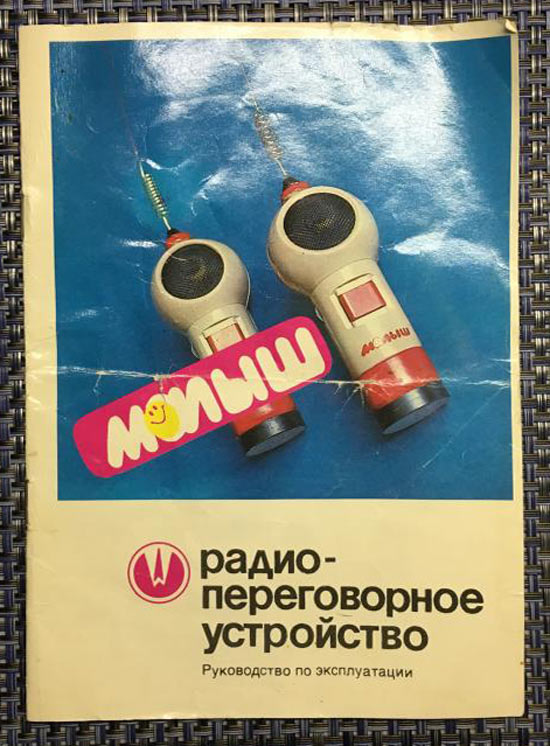 малыш
малыш
радио-
переговорное
устройство
Руководство по эксплуатации